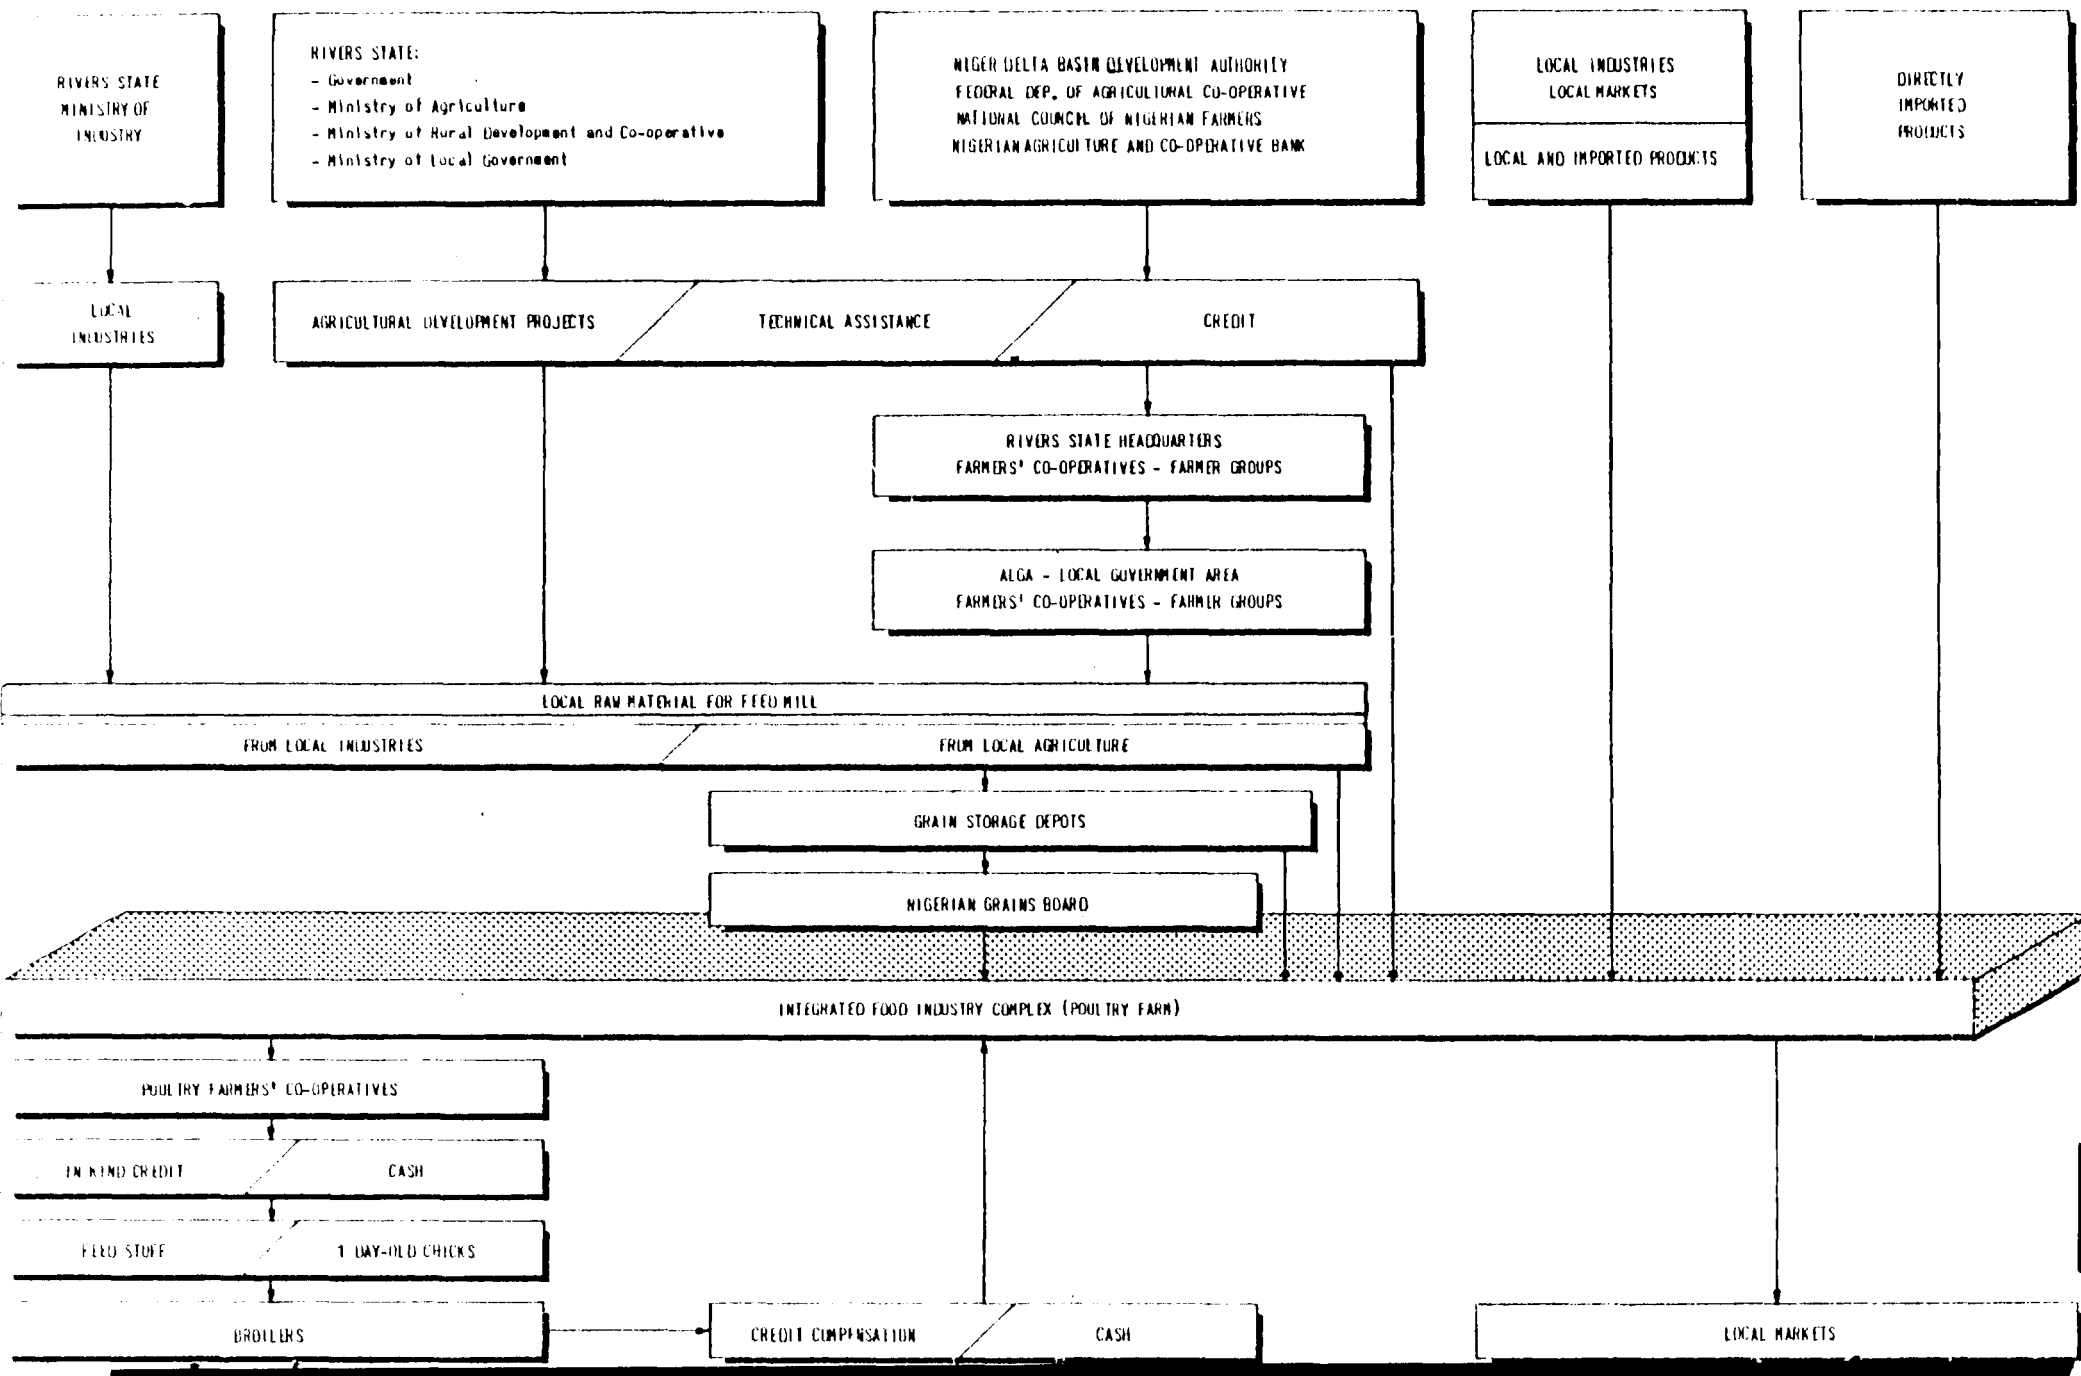 RIVERS STATE
MINISTRY OF
INDUSTRY
RIVERS STATE:
- Government
- Ministry of Agriculture
- Ministry of Rural Development and Co-operative
- Ministry of Local Government
NIGER DELTA BASIN DEVELOPMENT AUTHORITY
FEDERAL DEP. OF AGRICULTURAL CO-OPERATIVE
NATIONAL COUNCIL OF NIGERIAN FARMERS
NIGERIAN AGRICULTURE AND CO-OPERATIVE BANK
LOCAL INDUSTRIES
LOCAL MARKETS
LOCAL AND IMPORTED PRODUCTS
DIRECTLY
IMPORTED
PRODUCTS
LOCAL
INDUSTRIES
AGRICULTURAL DEVELOPMENT PROJECTS
TECHNICAL ASSISTANCE
CREDIT
RIVERS STATE HEADQUARTERS
FARMERS' CO-OPERATIVES - FARMER GROUPS
ALGA - LOCAL GOVERNMENT AREA
FARMERS' CO-OPERATIVES - FARMER GROUPS
LOCAL RAW MATERIAL FOR FEED MILL
FROM LOCAL INDUSTRIES
FROM LOCAL AGRICULTURE
GRAIN STORAGE DEPOTS
NIGERIAN GRAINS BOARD
INTEGRATED FOOD INDUSTRY COMPLEX (POULTRY FARM)
POULTRY FARMERS' CO-OPERATIVES
IN KIND CREDIT
CASH
FEED STUFF
1 DAY-OLD CHICKS
BROILERS
CREDIT COMPENSATION
CASH
LOCAL MARKETS